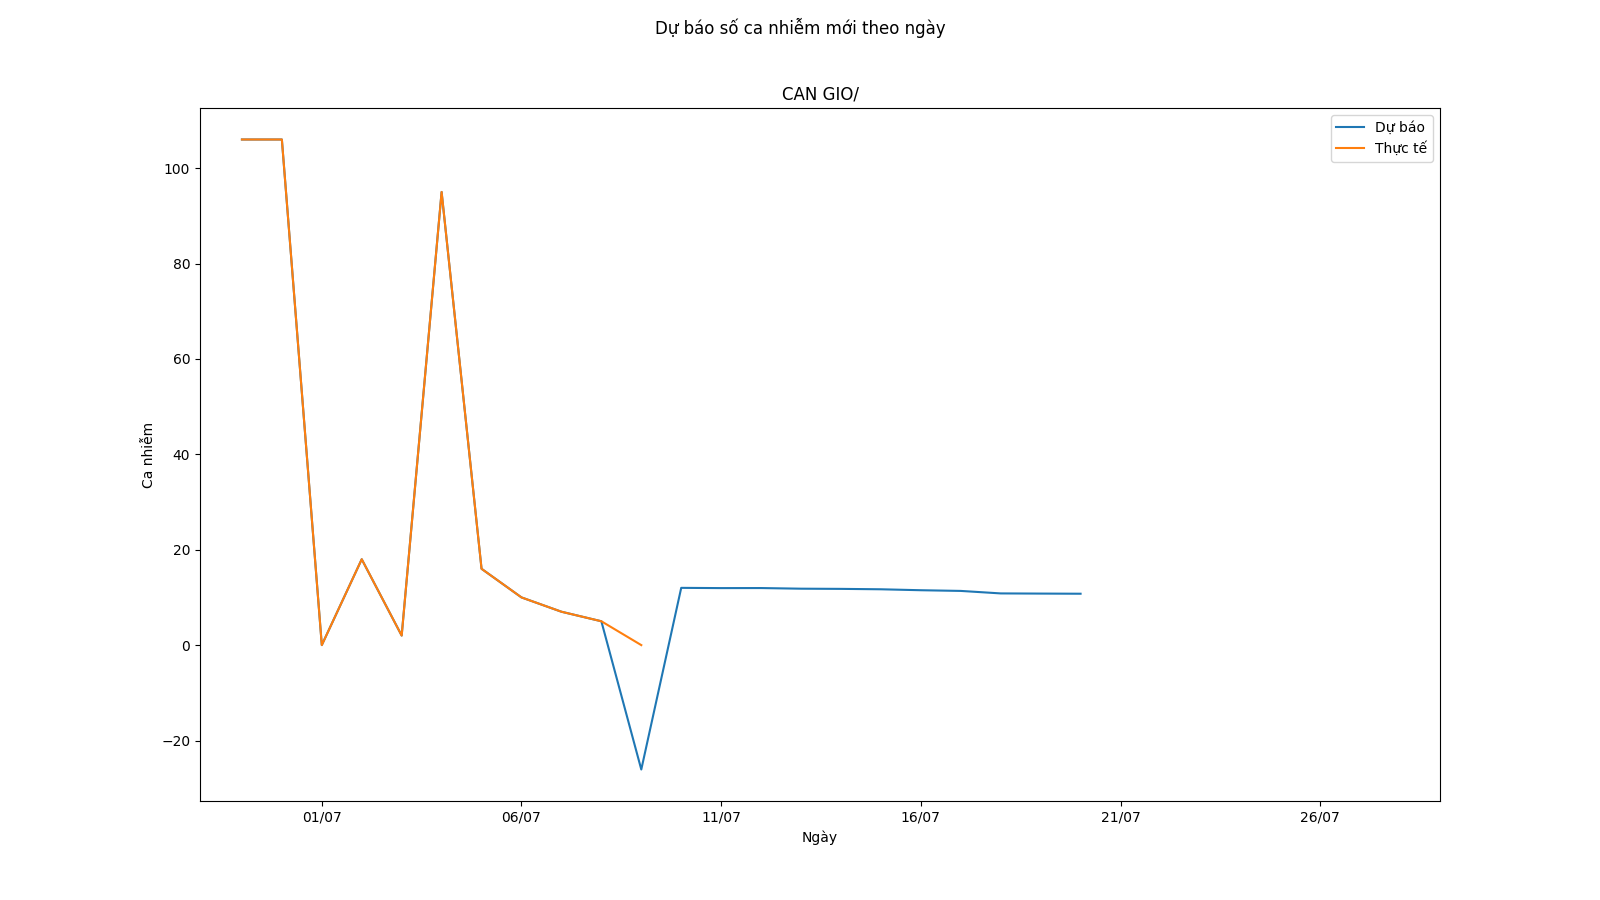 Dự báo số ca nhiễm mới theo ngày
CAN GIO/
Dự báo
Thực tế
100
80
60
40
20
0
−20
Ca nhiễm
01/07
06/07
11/07
16/07
21/07
26/07
Ngày